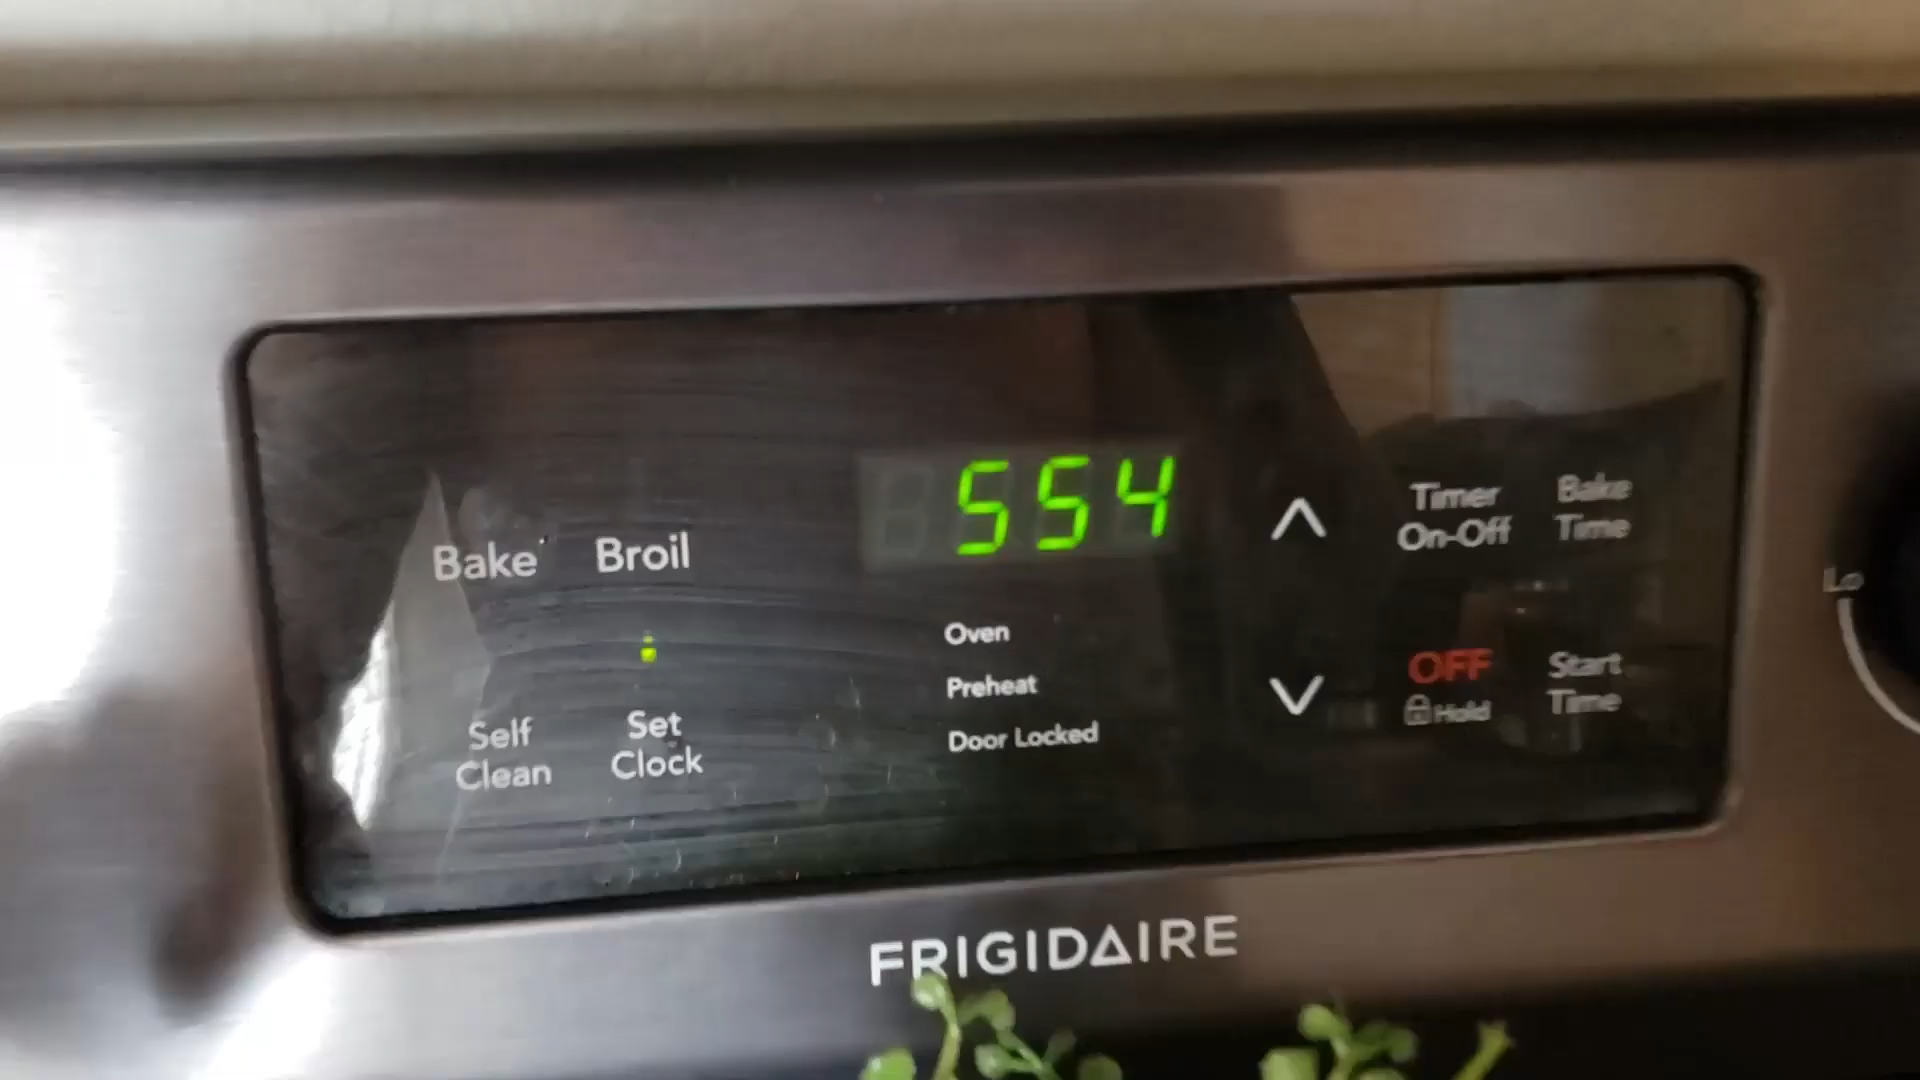 554
Bake Broil
Timer
On-Off
Bake
Time
Oven
Preheat
Door Locked
Self
Clean
Set
Clock
OFF
Hold
Start
Time
Lo
FRIGIDAIRE